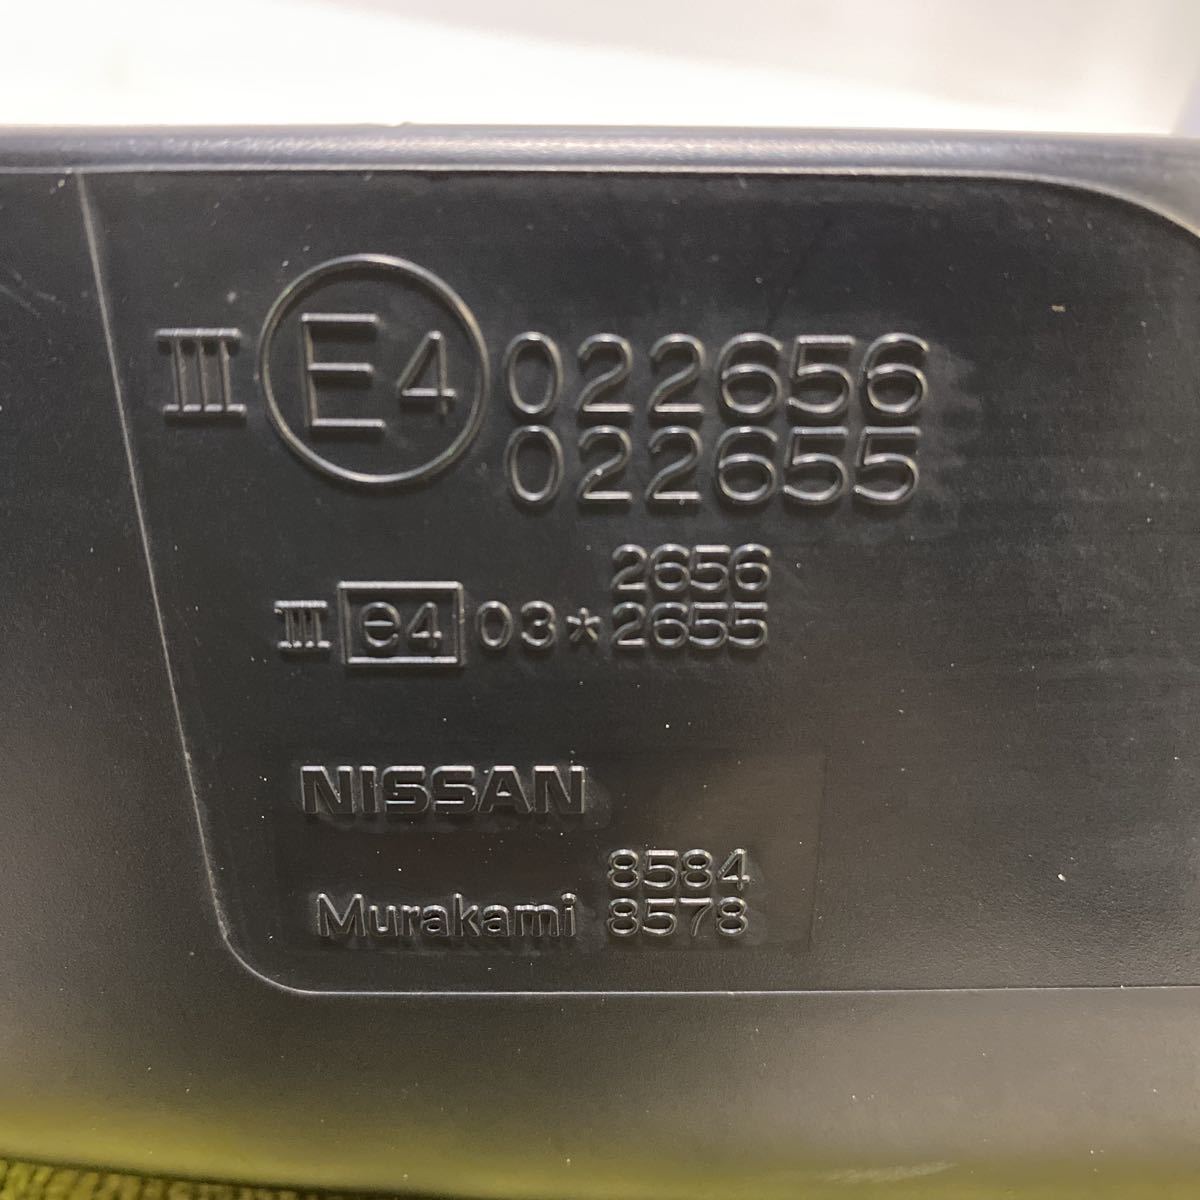 III E4 022656
022655
2656
III e4 03*2655
NISSAN
8584
Murakami 8578